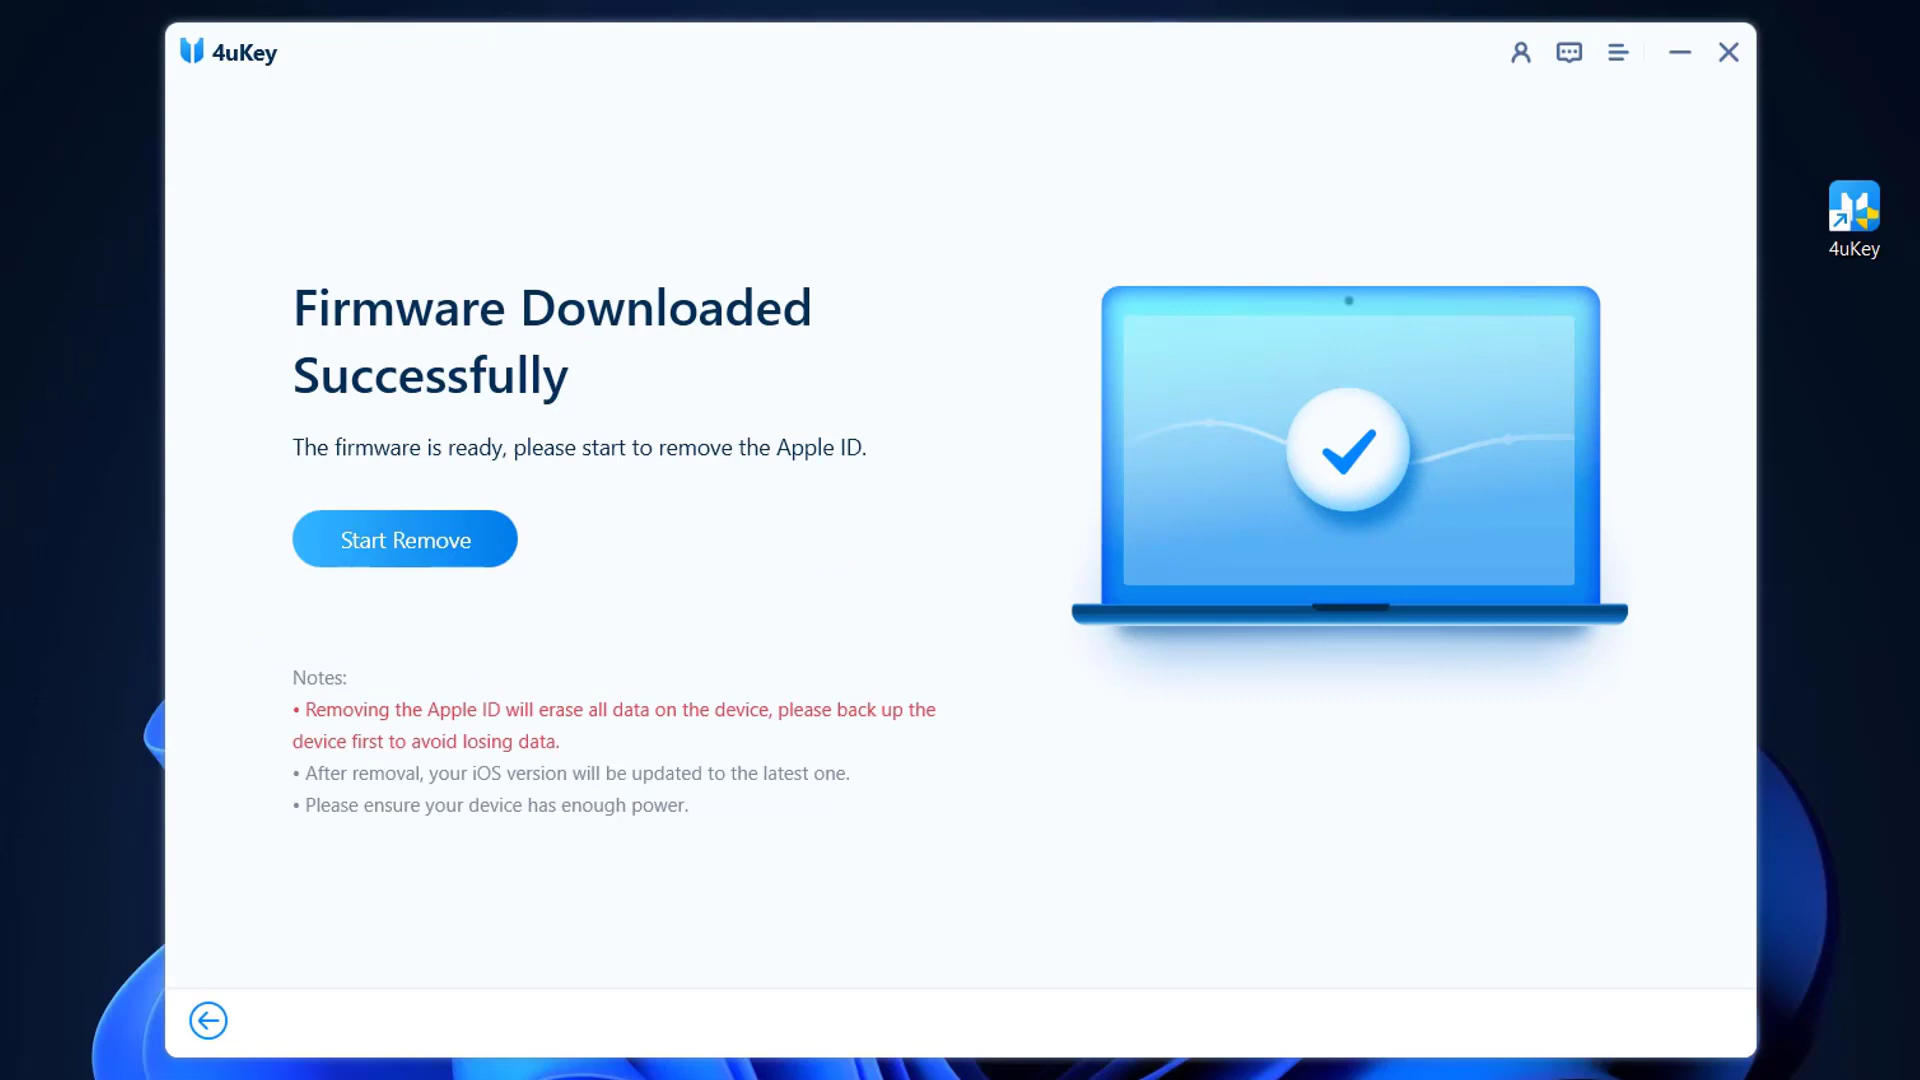 4uKey
4uKey
Firmware Downloaded
Successfully
The firmware is ready, please start to remove the Apple ID.
Start Remove
Notes:
• Removing the Apple ID will erase all data on the device, please back up the
device first to avoid losing data.
• After removal, your iOS version will be updated to the latest one.
• Please ensure your device has enough power.